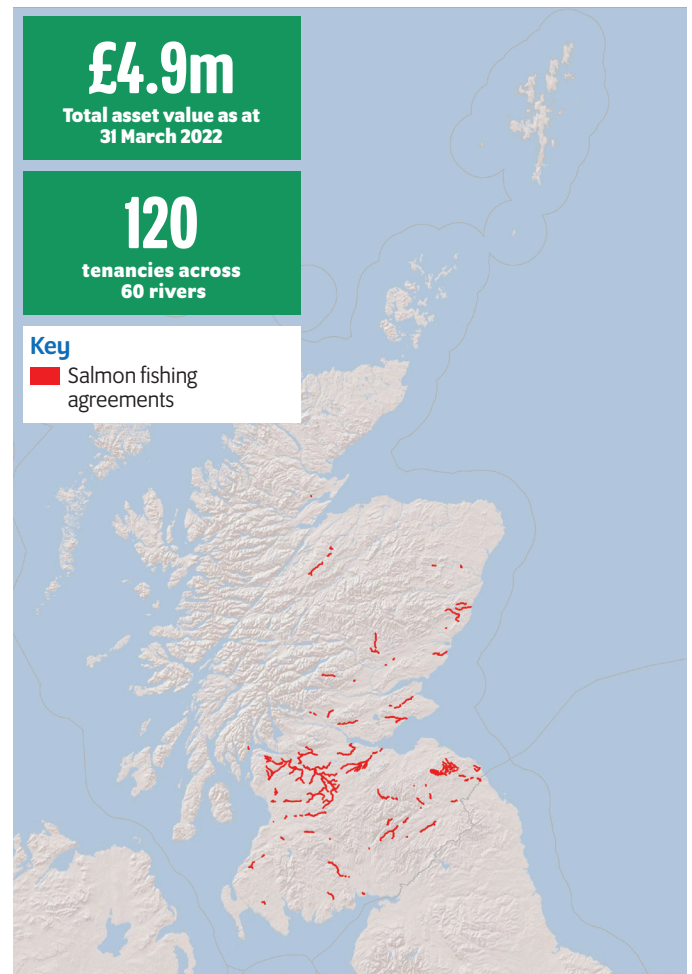 £4.9m
Total asset value as at
31 March 2022
120
tenancies across
60 rivers
Key
Salmon fishing
agreements